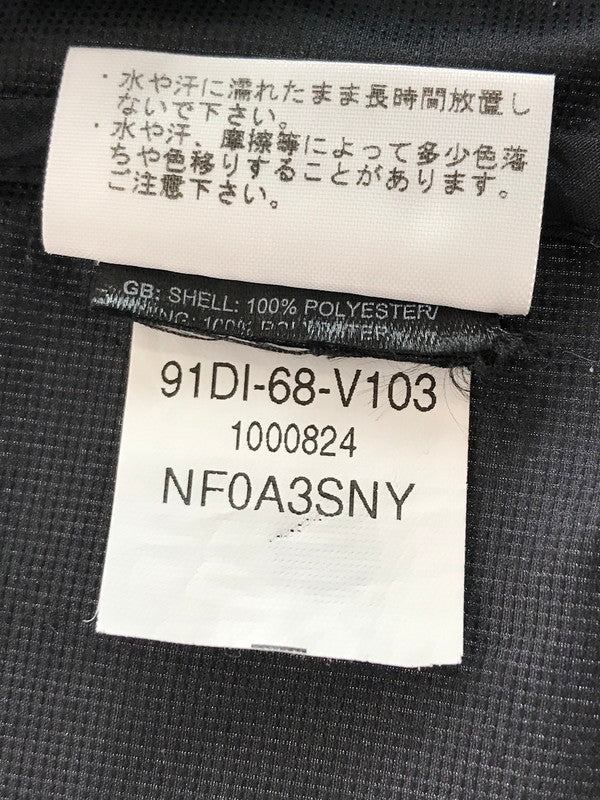 ・水や汗に濡れたまま長時間放置し
ないで下さい。
・水や汗、摩擦等によって多少色落
ちや色移りすることがあります。
ご注意下さい。
GB: SHELL: 100% POLYESTER/
100% POLYESTER
91DI-68-V103
1000824
NF0A3SNY